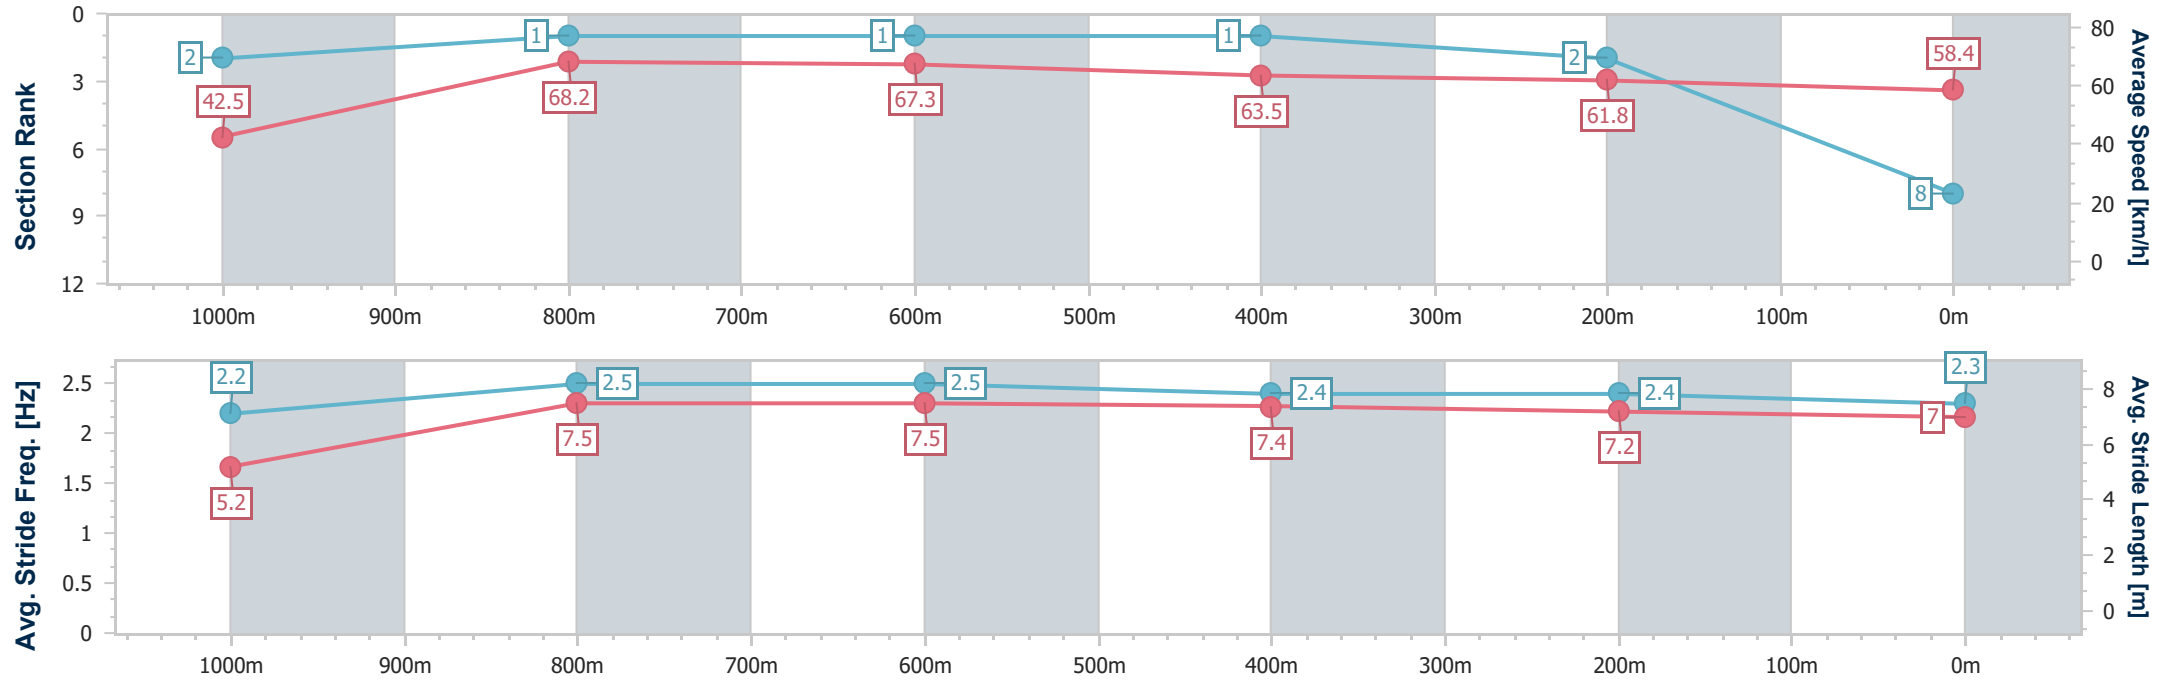 Section Rank
0
3
6
9
12
2
1
1
1
2
8
42.5
68.2
67.3
63.5
61.8
58.4
80
60
40
20
0
Average Speed [km/h]
1000m
900m
800m
700m
600m
500m
400m
300m
200m
100m
0m
Avg. Stride Freq. [Hz]
2.5
2
1.5
1
0.5
0
2.2
2.5
2.5
2.4
2.4
2.3
5.2
7.5
7.5
7.4
7.2
7
8
6
4
2
0
Avg. Stride Length [m]
1000m
900m
800m
700m
600m
500m
400m
300m
200m
100m
0m